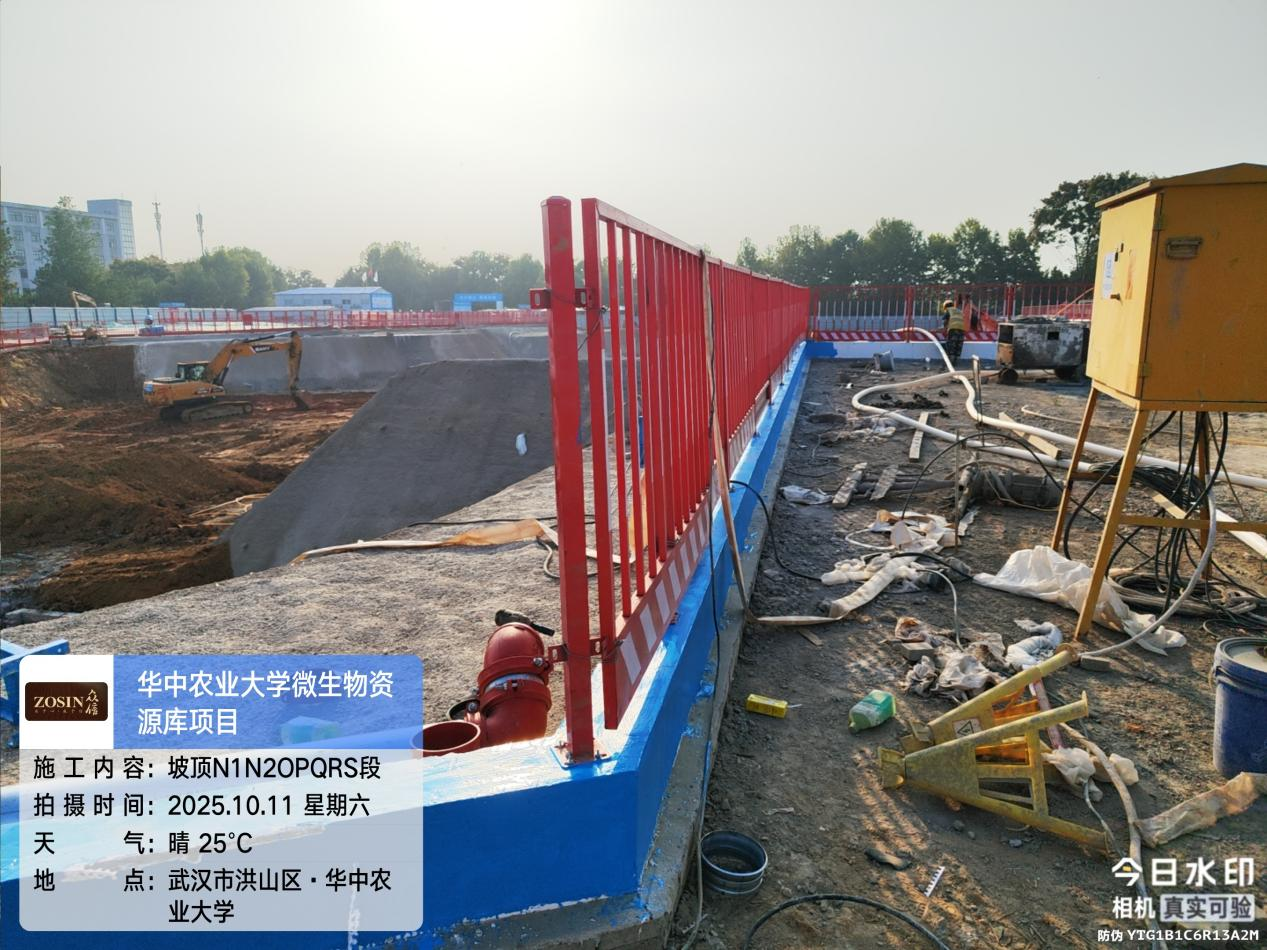 ZOSIN 众信
华中农业大学微生物资
源库项目
施工内容：坡顶N1N2OPQRS段
拍摄时间：2025.10.11 星期六
天气：晴 25℃
地点：武汉市洪山区·华中农
业大学
今日水印
相机 真实可验
防伪 YTG1B1C6R13A2M